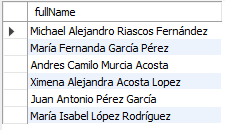 fullName
Michael Alejandro Riascos Fernández
María Fernanda García Pérez
Andres Camilo Murcia Acosta
Ximena Alejandra Acosta Lopez
Juan Antonio Pérez García
María Isabel López Rodríguez